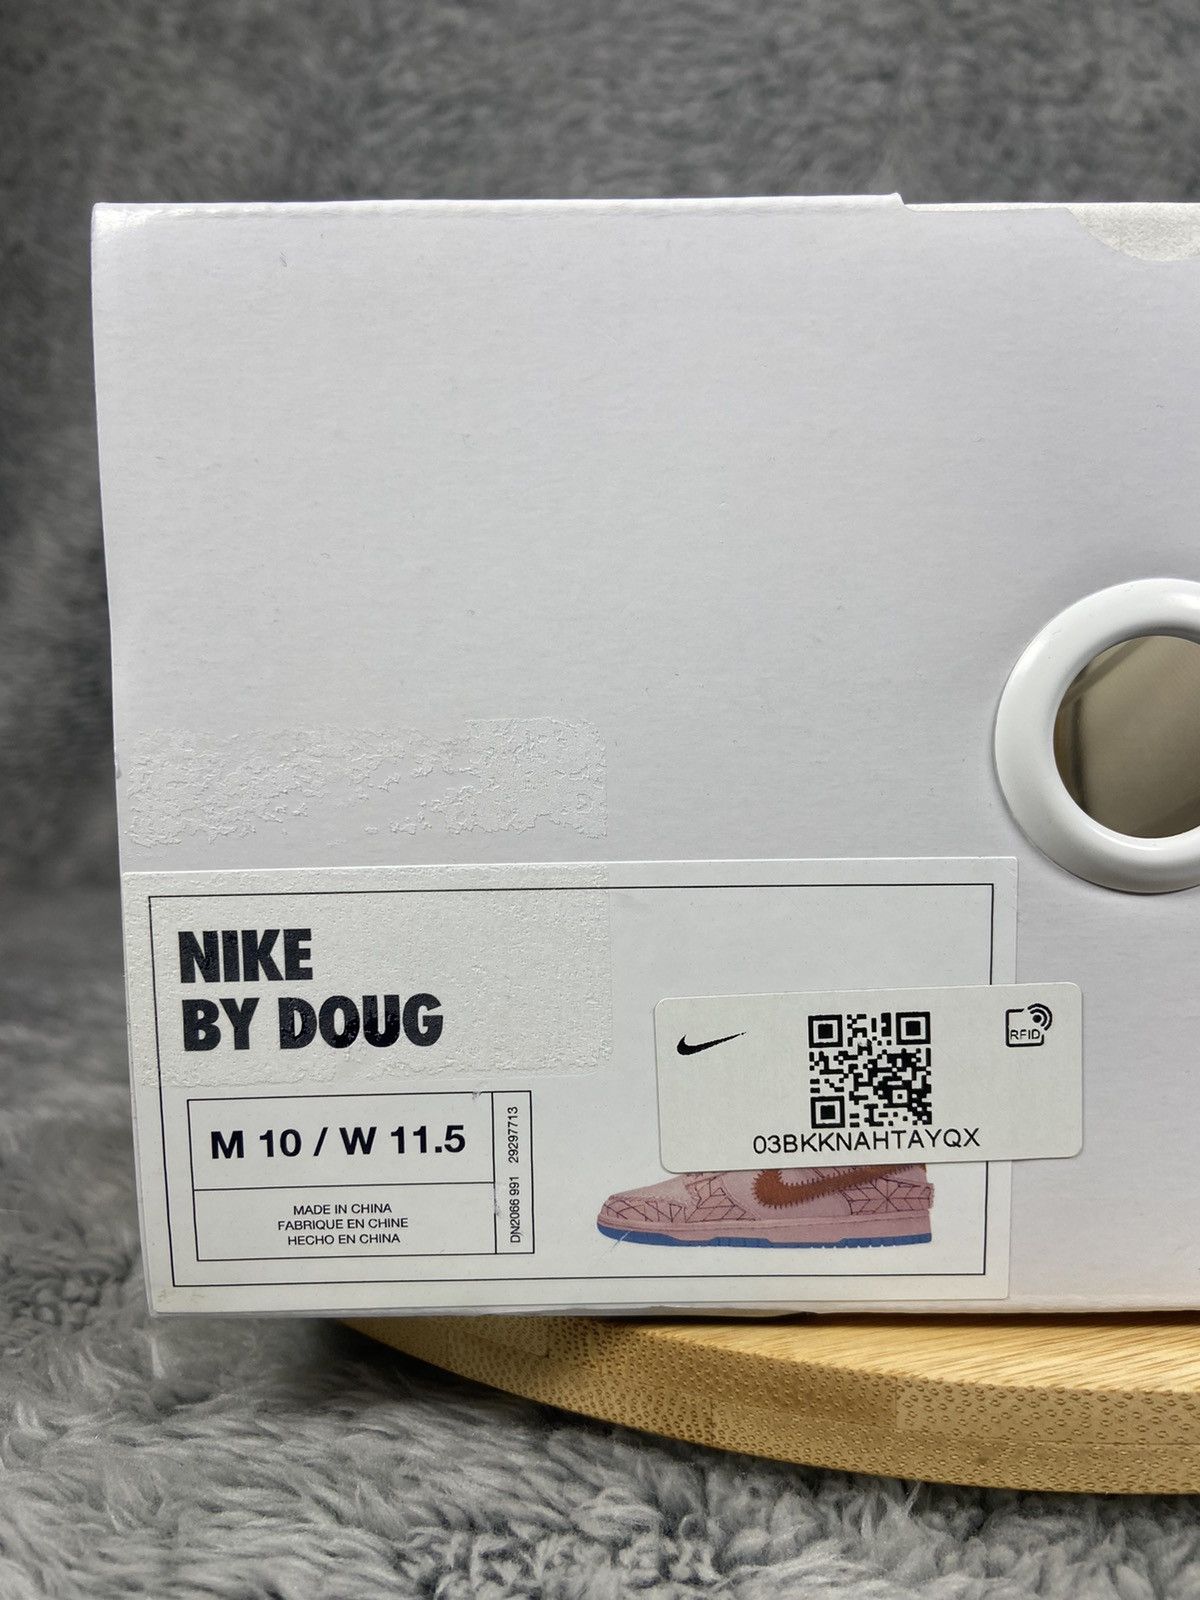 NIKE
BY DOUG
RFID
03BKKNAHTAYQX
M 10 / W 11.5
DN2066 991 29297713
MADE IN CHINA
FABRIQUE EN CHINE
HECHO EN CHINA